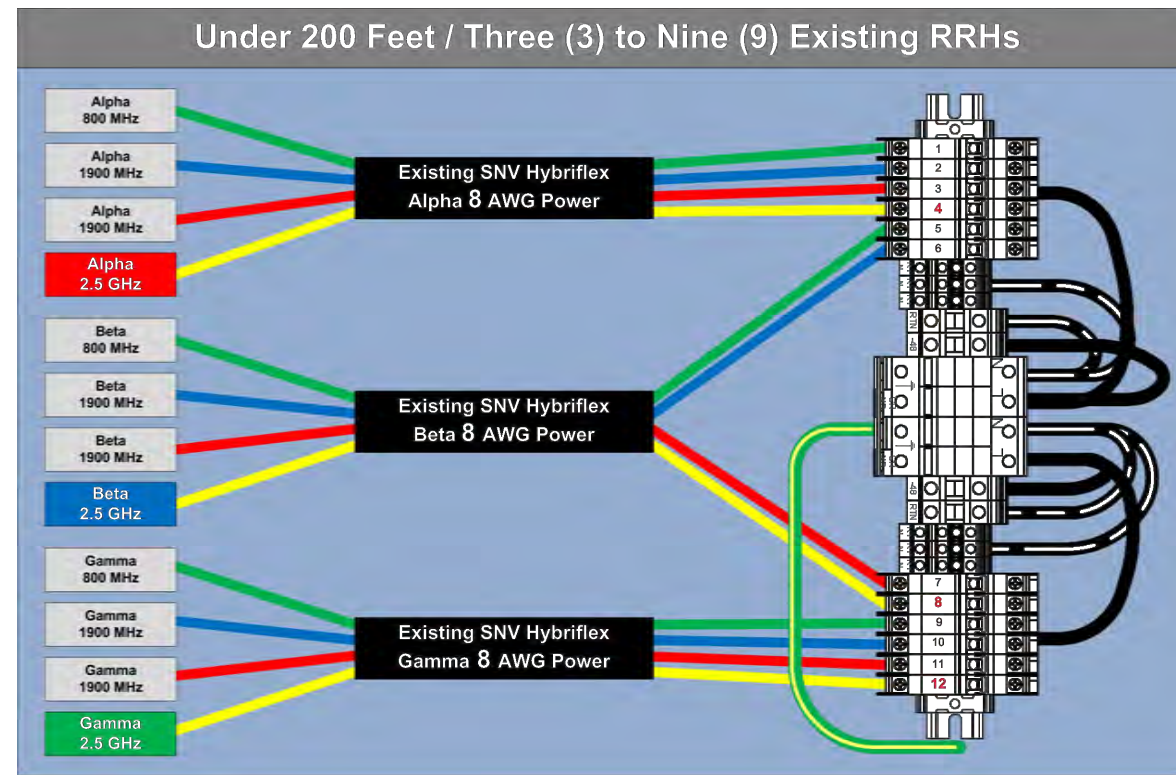 Under 200 Feet / Three (3) to Nine (9) Existing RRHs
Alpha
800 MHz
Alpha
1900 MHz
Alpha
1900 MHz
Alpha
2.5 GHz
Existing SNV Hybriflex
Alpha 8 AWG Power
Beta
800 MHz
Beta
1900 MHz
Beta
1900 MHz
Beta
2.5 GHz
Existing SNV Hybriflex
Beta 8 AWG Power
Gamma
800 MHz
Gamma
1900 MHz
Gamma
1900 MHz
Gamma
2.5 GHz
Existing SNV Hybriflex
Gamma 8 AWG Power
1
2
3
4
5
6
RTN
-48
N
N
-48
RTN
7
8
9
10
11
12